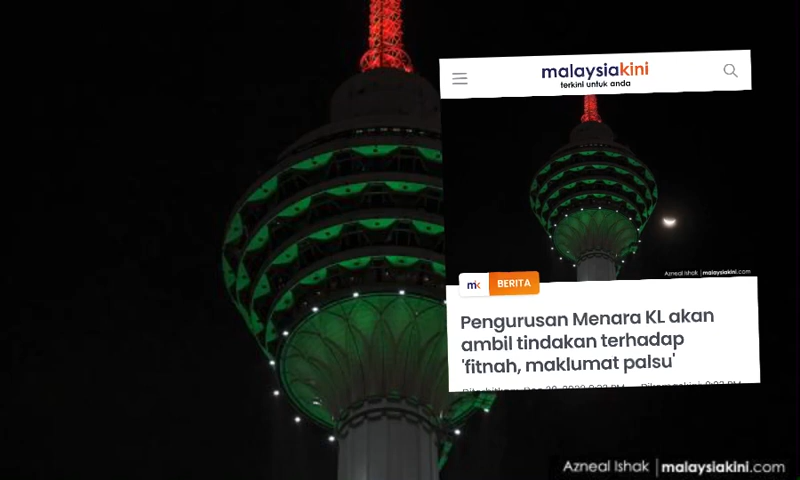 malaysiakini
terkini untuk anda
Azneal Ishak | malaysiakini.com
mk BERITA
Pengurusan Menara KL akan
ambil tindakan terhadap
'fitnah, maklumat palsu'
Azneal Ishak | malaysiakini.com